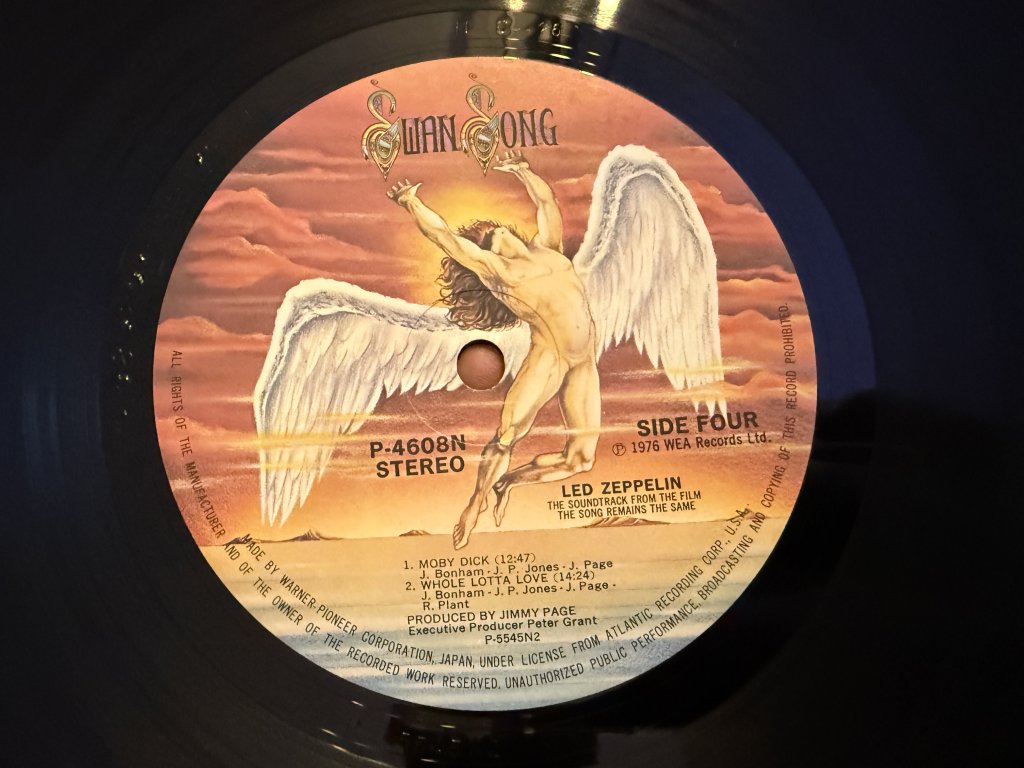 SWAN SONG
P-4608N
STEREO
SIDE FOUR
Ⓟ 1976 WEA Records Ltd.
LED ZEPPELIN
THE SOUNDTRACK FROM THE FILM
THE SONG REMAINS THE SAME
1. MOBY DICK (12:47)
J. Bonham · J. P. Jones · J. Page
2. WHOLE LOTTA LOVE (14:24)
J. Bonham · J. P. Jones · J. Page ·
R. Plant
PRODUCED BY JIMMY PAGE
Executive Producer Peter Grant
P-5545N2
MADE BY WARNER-PIONEER CORPORATION, JAPAN, UNDER LICENSE FROM ATLANTIC RECORDING CORP., U.S.A.
ALL RIGHTS OF THE MANUFACTURER AND OF THE OWNER OF THE RECORDED WORK RESERVED. UNAUTHORIZED PUBLIC PERFORMANCE, BROADCASTING AND COPYING OF THIS RECORD PROHIBITED.